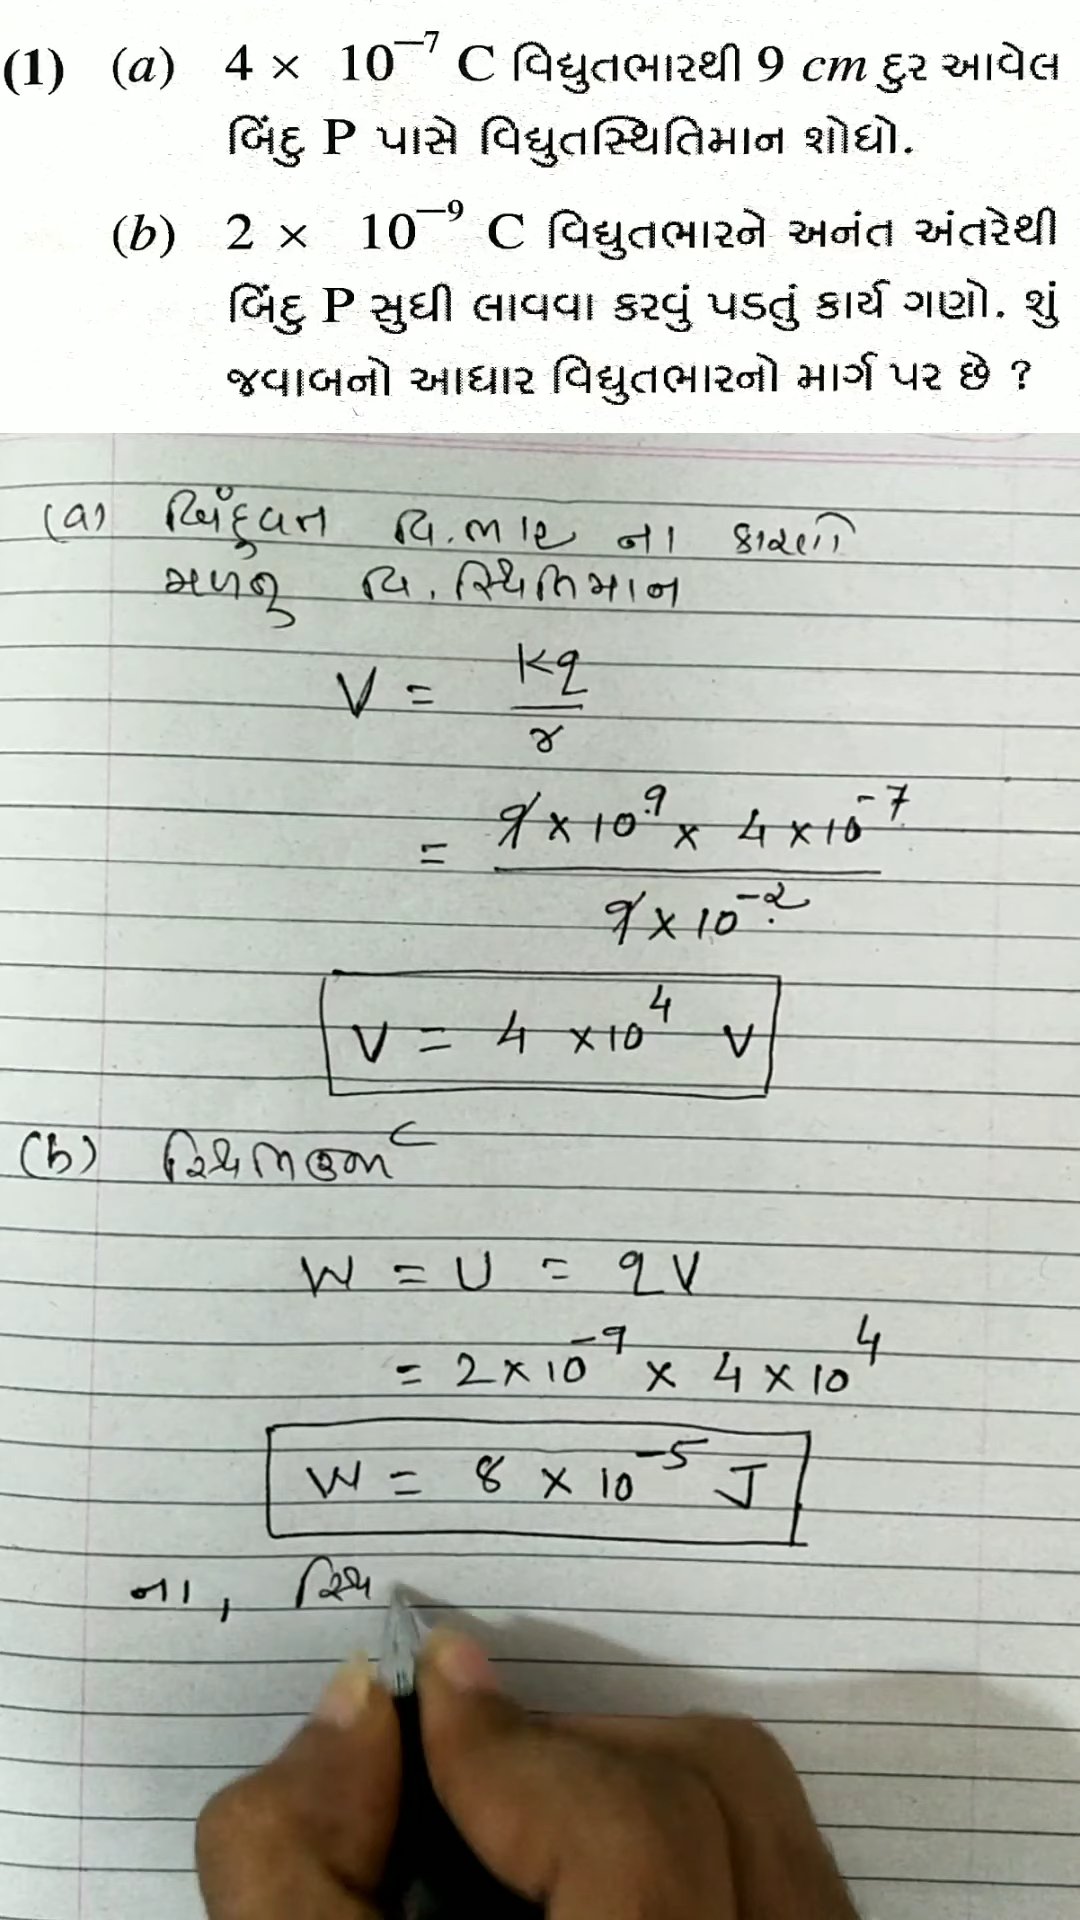 (1) (a) 4 × 10⁻⁷ C વિદ્યુતભારથી 9 cm દુર આવેલ
બિંદુ P પાસે વિદ્યુતસ્થિતિમાન શોધો.
(b) 2 × 10⁻⁹ C વિદ્યુતભારને અનંત અંતરેથી
બિંદુ P સુધી લાવવા કરવું પડતું કાર્ય ગણો. શું
જવાબનો આધાર વિદ્યુતભારનો માર્ગ પર છે ?
(a) બિંદુવત વિ.ભાર ના કારણે
મળતુ વિ. સ્થિતિમાન
V = kq
r
= 9 × 10⁹ × 4 × 10⁻⁷
9 × 10⁻²
V = 4 × 10⁴ V
(b) સ્થિતિઊર્જા
W = U = qV
= 2 × 10⁻⁹ × 4 × 10⁴
W = 8 × 10⁻⁵ J
ના, સ્થિ